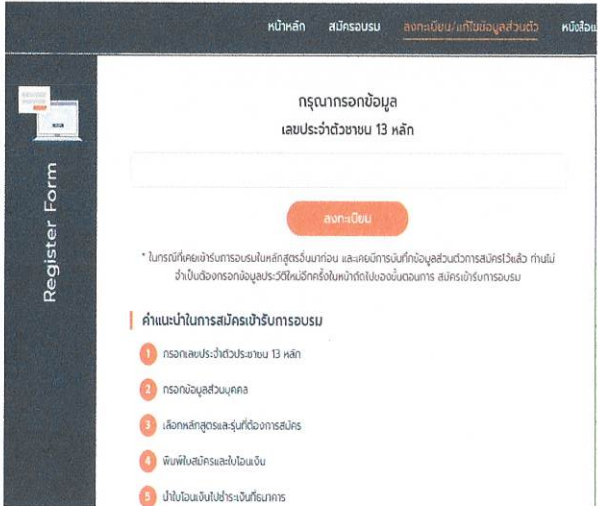 หน้าหลัก สมัครอบรม ลงทะเบียน/แก้ไขข้อมูลส่วนตัว
Register Form
กรุณากรอกข้อมูล
เลขประจำตัวชาชน 13 หลัก
ลงทะเบียน
* ในกรณีที่เคยเข้ารับการอบรมในหลักสูตรอื่นมาก่อน และเคยมีการบันทึกข้อมูลส่วนตัวการสมัครไว้แล้ว ท่านไม่
จำเป็นต้องกรอกข้อมูลประวัติใหม่อีกครั้งในหน้าถัดไปของขั้นตอนการ สมัครเข้ารับการอบรม
คำแนะนำในการสมัครเข้ารับการอบรม
1 กรอกเลขประจำตัวประชาชน 13 หลัก
2 กรอกข้อมูลส่วนบุคคล
3 เลือกหลักสูตรและรุ่นที่ต้องการสมัคร
4 พิมพ์ใบสมัครและใบโอนเงิน
5 นำใบโอนเงินไปชำระเงินที่ธนาคาร